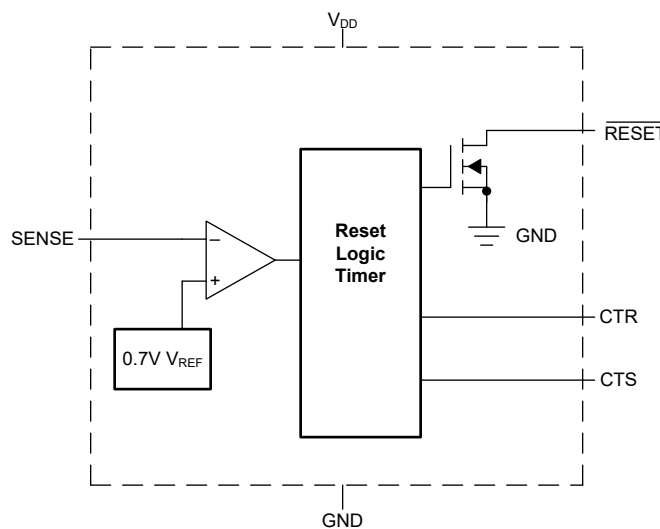 VDD
RESET
SENSE
−
+
Reset
Logic
Timer
GND
0.7V VREF
CTR
CTS
GND